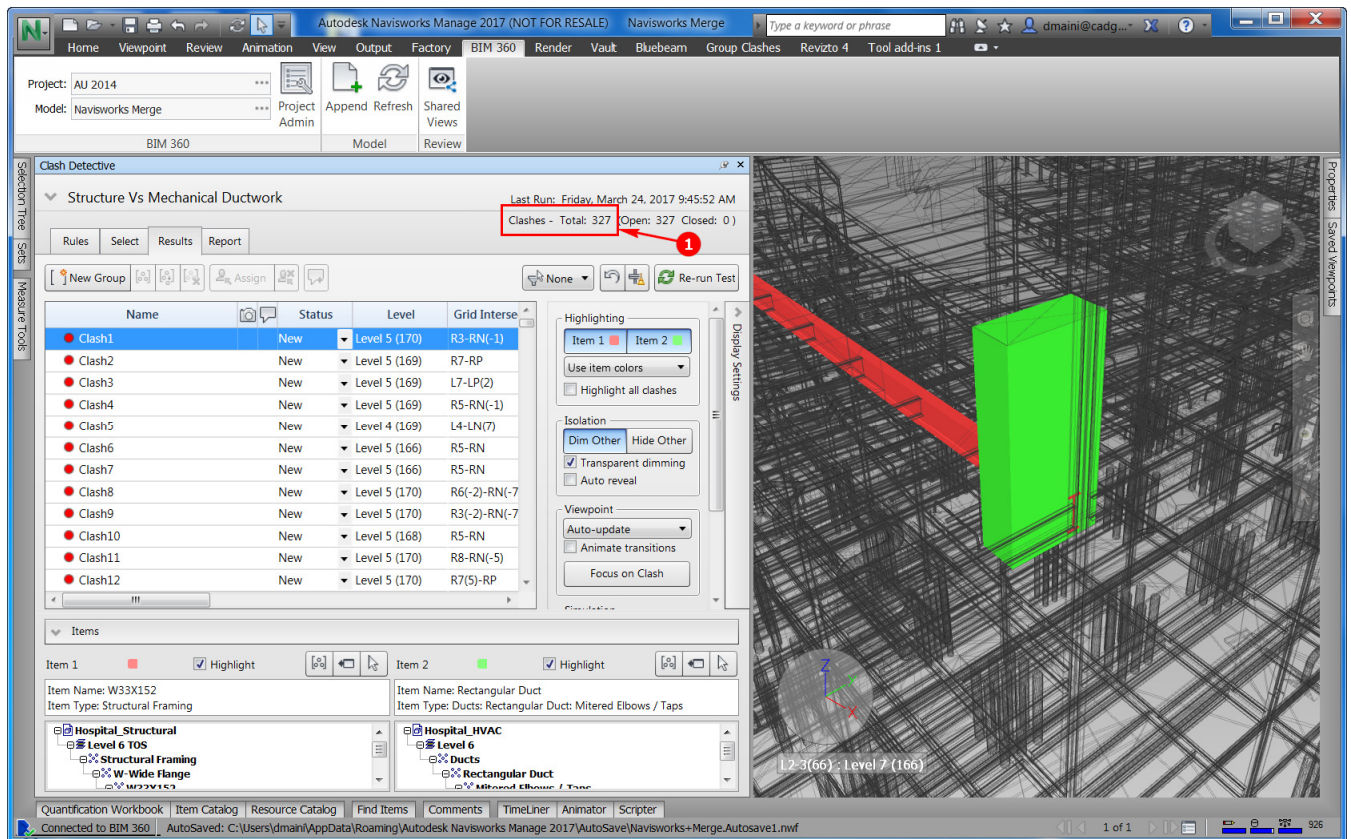 Autodesk Navisworks Manage 2017 (NOT FOR RESALE) Navisworks Merge
Type a keyword or phrase
dmaini@cadg...
Home Viewpoint Review Animation View Output Factory BIM 360 Render Vault Bluebeam Group Clashes Revizto 4 Tool add-ins 1
Project: AU 2014
Model: Navisworks Merge
Project Admin
Append
Refresh
Shared Views
BIM 360
Model
Review
Selection Tree
Sets
Measure Tools
Properties
Saved Viewpoints
Clash Detective
Structure Vs Mechanical Ductwork
Last Run: Friday, March 24, 2017 9:45:52 AM
Clashes - Total: 327 (Open: 327 Closed: 0 )
1
Rules Select Results Report
New Group
Assign
None
Re-run Test
Name Status Level Grid Interse
Clash1 New Level 5 (170) R3-RN(-1)
Clash2 New Level 5 (169) R7-RP
Clash3 New Level 5 (169) L7-LP(2)
Clash4 New Level 5 (169) R5-RN(-1)
Clash5 New Level 4 (169) L4-LN(7)
Clash6 New Level 5 (166) R5-RN
Clash7 New Level 5 (166) R5-RN
Clash8 New Level 5 (170) R6(-2)-RN(-7
Clash9 New Level 5 (170) R3(-2)-RN(-7
Clash10 New Level 5 (168) R5-RN
Clash11 New Level 5 (170) R8-RN(-5)
Clash12 New Level 5 (170) R7(5)-RP
Display Settings
Highlighting
Item 1 Item 2
Use item colors
Highlight all clashes
Isolation
Dim Other Hide Other
Transparent dimming
Auto reveal
Viewpoint
Auto-update
Animate transitions
Focus on Clash
Simulation
Items
Item 1 Highlight
Item 2 Highlight
Item Name: W33X152
Item Type: Structural Framing
Item Name: Rectangular Duct
Item Type: Ducts: Rectangular Duct: Mitered Elbows / Taps
Hospital_Structural
Level 6 TOS
Structural Framing
W-Wide Flange
W33X152
Hospital_HVAC
Level 6
Ducts
Rectangular Duct
Mitered Elbows / Taps
Z
Y
X
L2-3(66) : Level 7 (166)
Quantification Workbook Item Catalog Resource Catalog Find Items Comments TimeLiner Animator Scripter
Connected to BIM 360 AutoSaved: C:\Users\dmaini\AppData\Roaming\Autodesk Navisworks Manage 2017\AutoSave\Navisworks+Merge.Autosave1.nwf
1 of 1
926